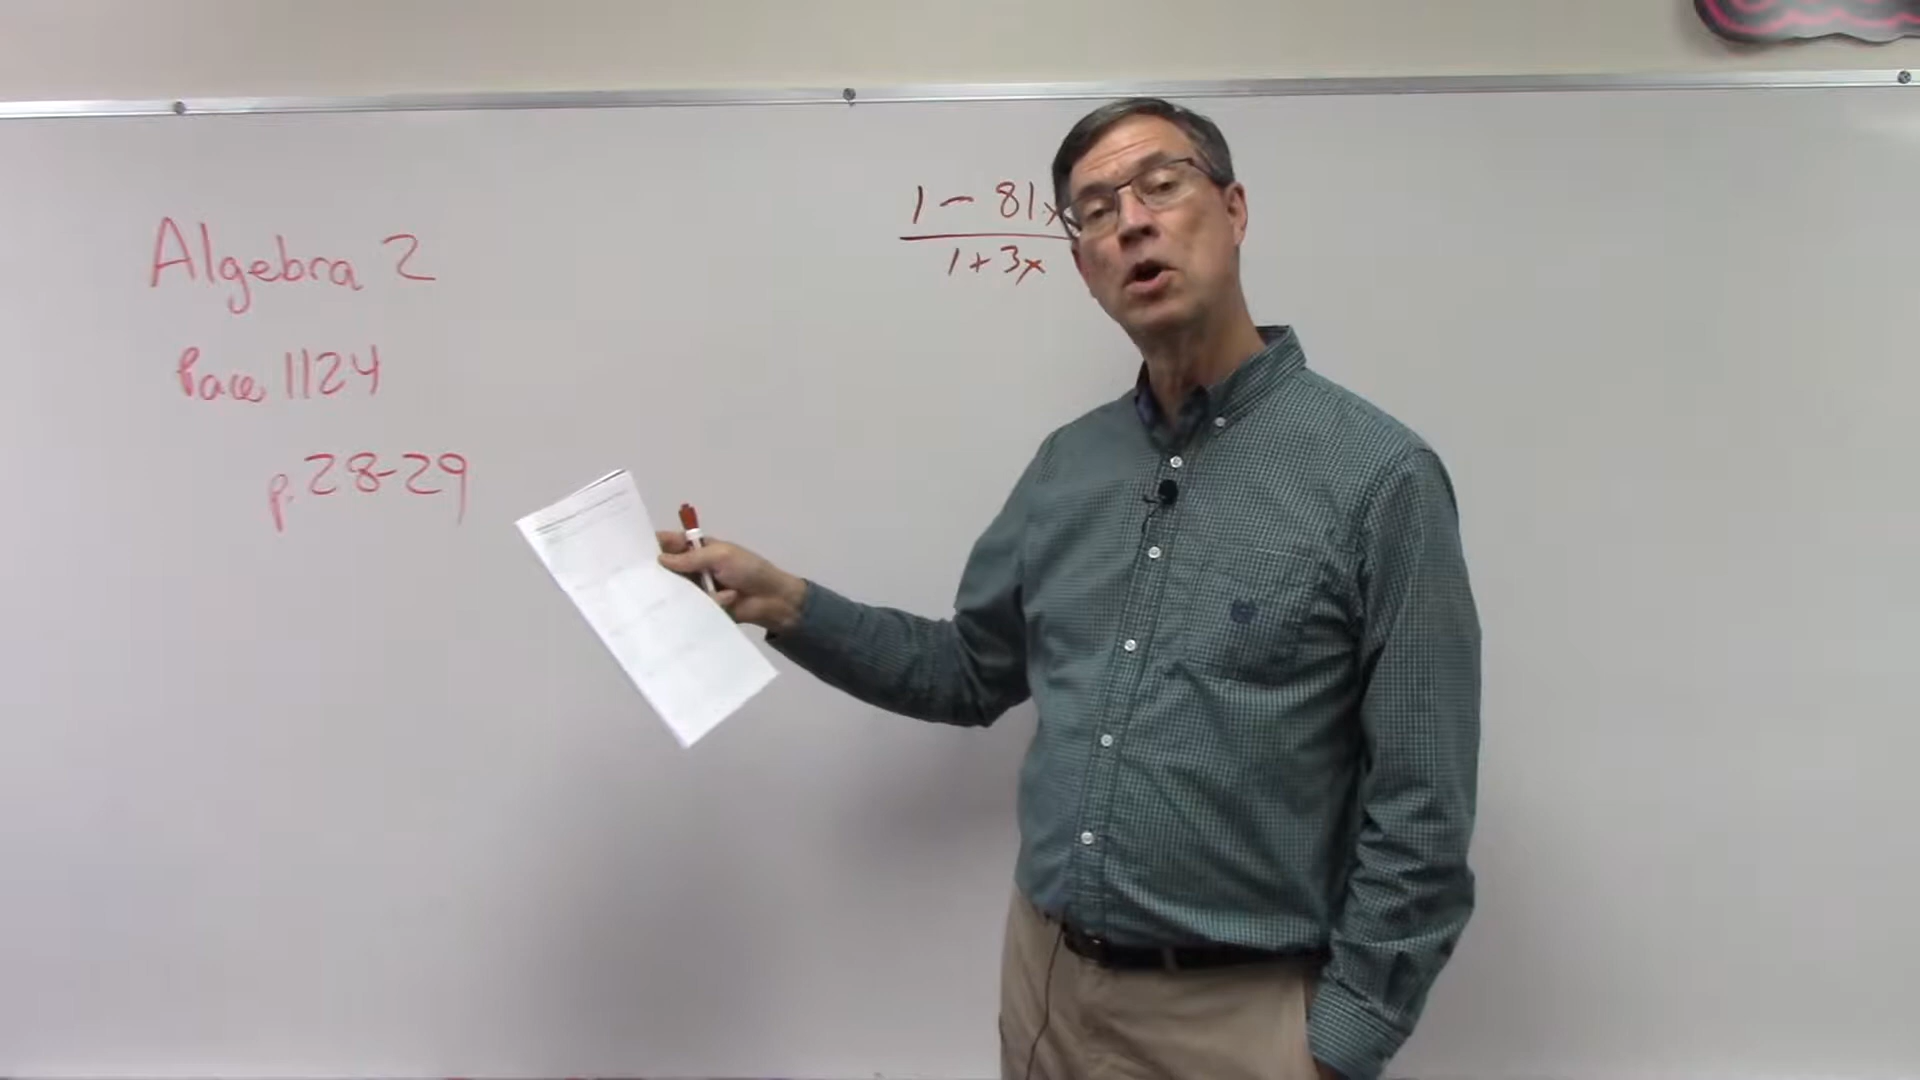 Algebra 2
Pace 1124
p. 28-29
1 - 81x
1 + 3x